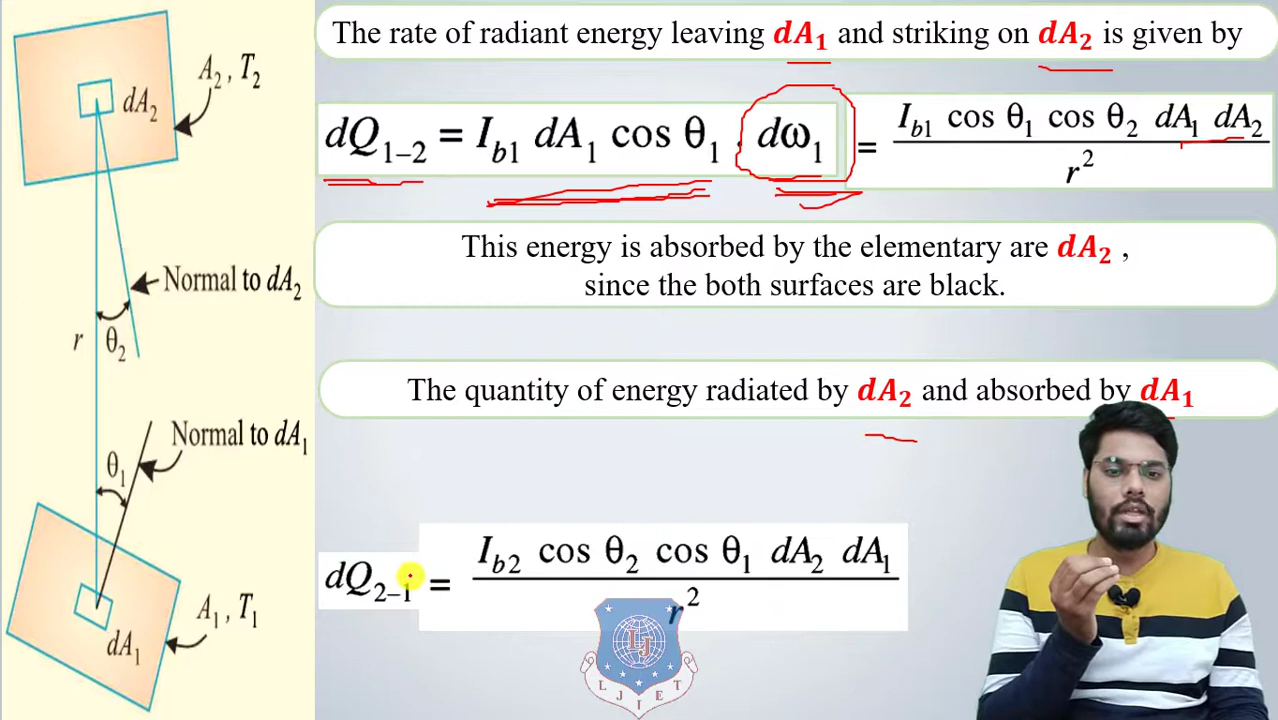 The rate of radiant energy leaving dA₁ and striking on dA₂ is given by
dQ₁₋₂ = I_b1 dA₁ cos θ₁ . dω₁ = I_b1 cos θ₁ cos θ₂ dA₁ dA₂ / r²
This energy is absorbed by the elementary are dA₂ ,
since the both surfaces are black.
The quantity of energy radiated by dA₂ and absorbed by dA₁
dQ₂₋₁ = I_b2 cos θ₂ cos θ₁ dA₂ dA₁ / r²
A₂ , T₂
dA₂
Normal to dA₂
r
θ₂
Normal to dA₁
θ₁
A₁ , T₁
dA₁
LJ
L J I E T